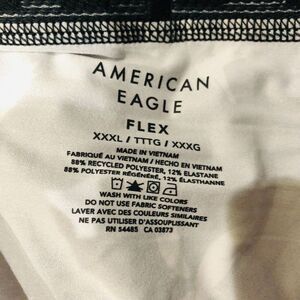 AMERICAN
EAGLE
FLEX
XXXL / TTTG / XXXG
MADE IN VIETNAM
FABRIQUÉ AU VIETNAM / HECHO EN VIETNAM
88% RECYCLED POLYESTER, 12% ELASTANE
88% POLYESTER RÉGÉNÉRÉ, 12% ÉLASTHANNE
WASH WITH LIKE COLORS
DO NOT USE FABRIC SOFTENERS
LAVER AVEC DES COULEURS SIMILAIRES
NE PAS UTILISER D'ASSOUPLISSANT
RN 54485 CA 03873